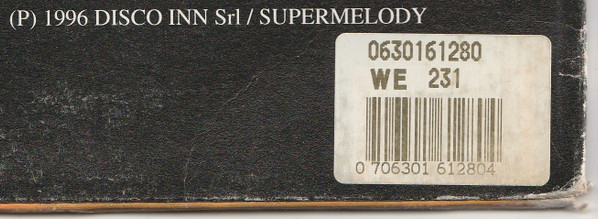 (P) 1996 DISCO INN Srl / SUPERMELODY
0630161280
WE 231
0 706301 612804